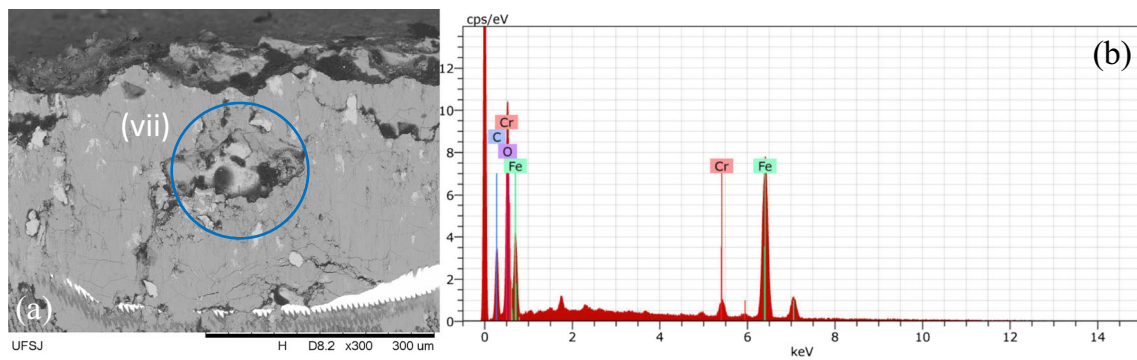 (vii)
(a)
UFSJ H D8.2 x300 300 um
cps/eV
(b)
12
10
8
6
4
2
0
Cr
C
O
Fe
Cr
Fe
0 2 4 6 8 10 12 14
keV